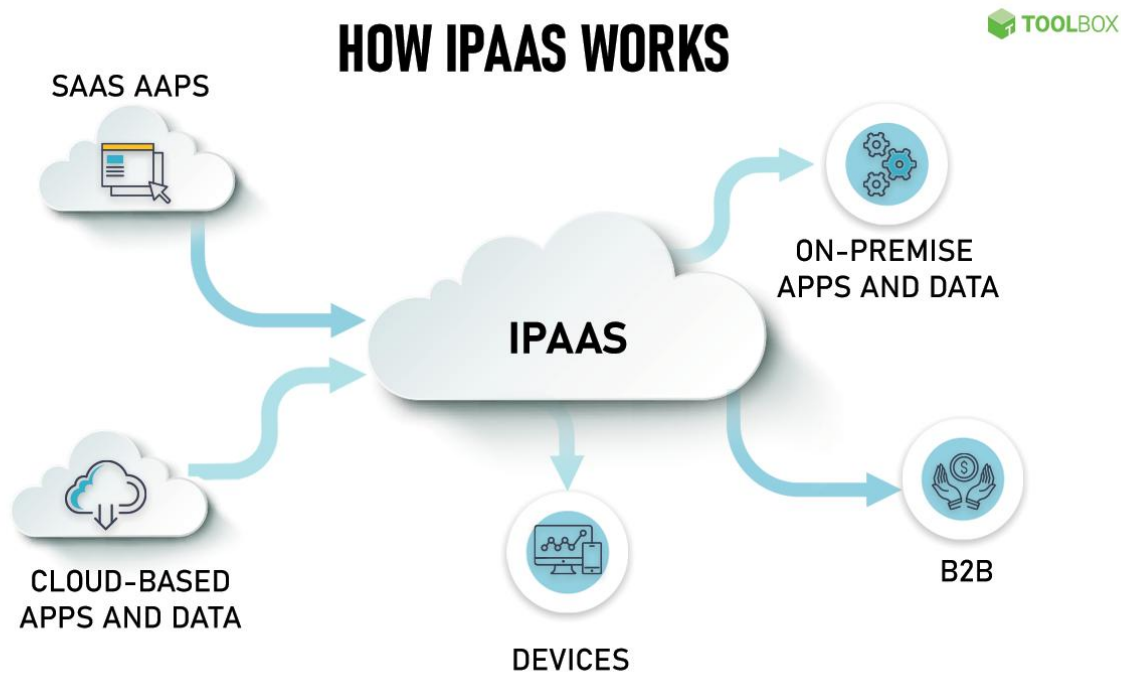 HOW IPAAS WORKS
TOOLBOX
SAAS AAPS
IPAAS
ON-PREMISE
APPS AND DATA
CLOUD-BASED
APPS AND DATA
B2B
DEVICES
$